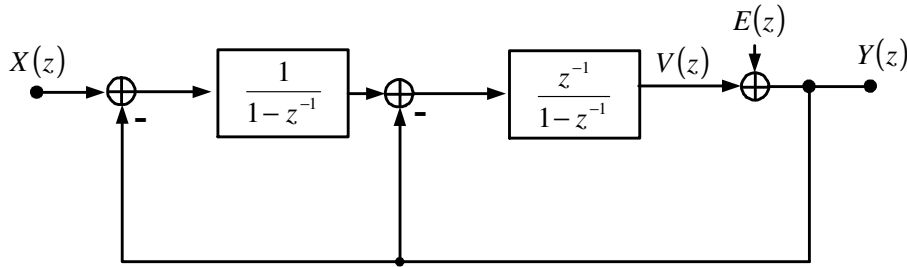 X(z)
-
1
1 − z⁻¹
-
z⁻¹
1 − z⁻¹
V(z)
E(z)
Y(z)